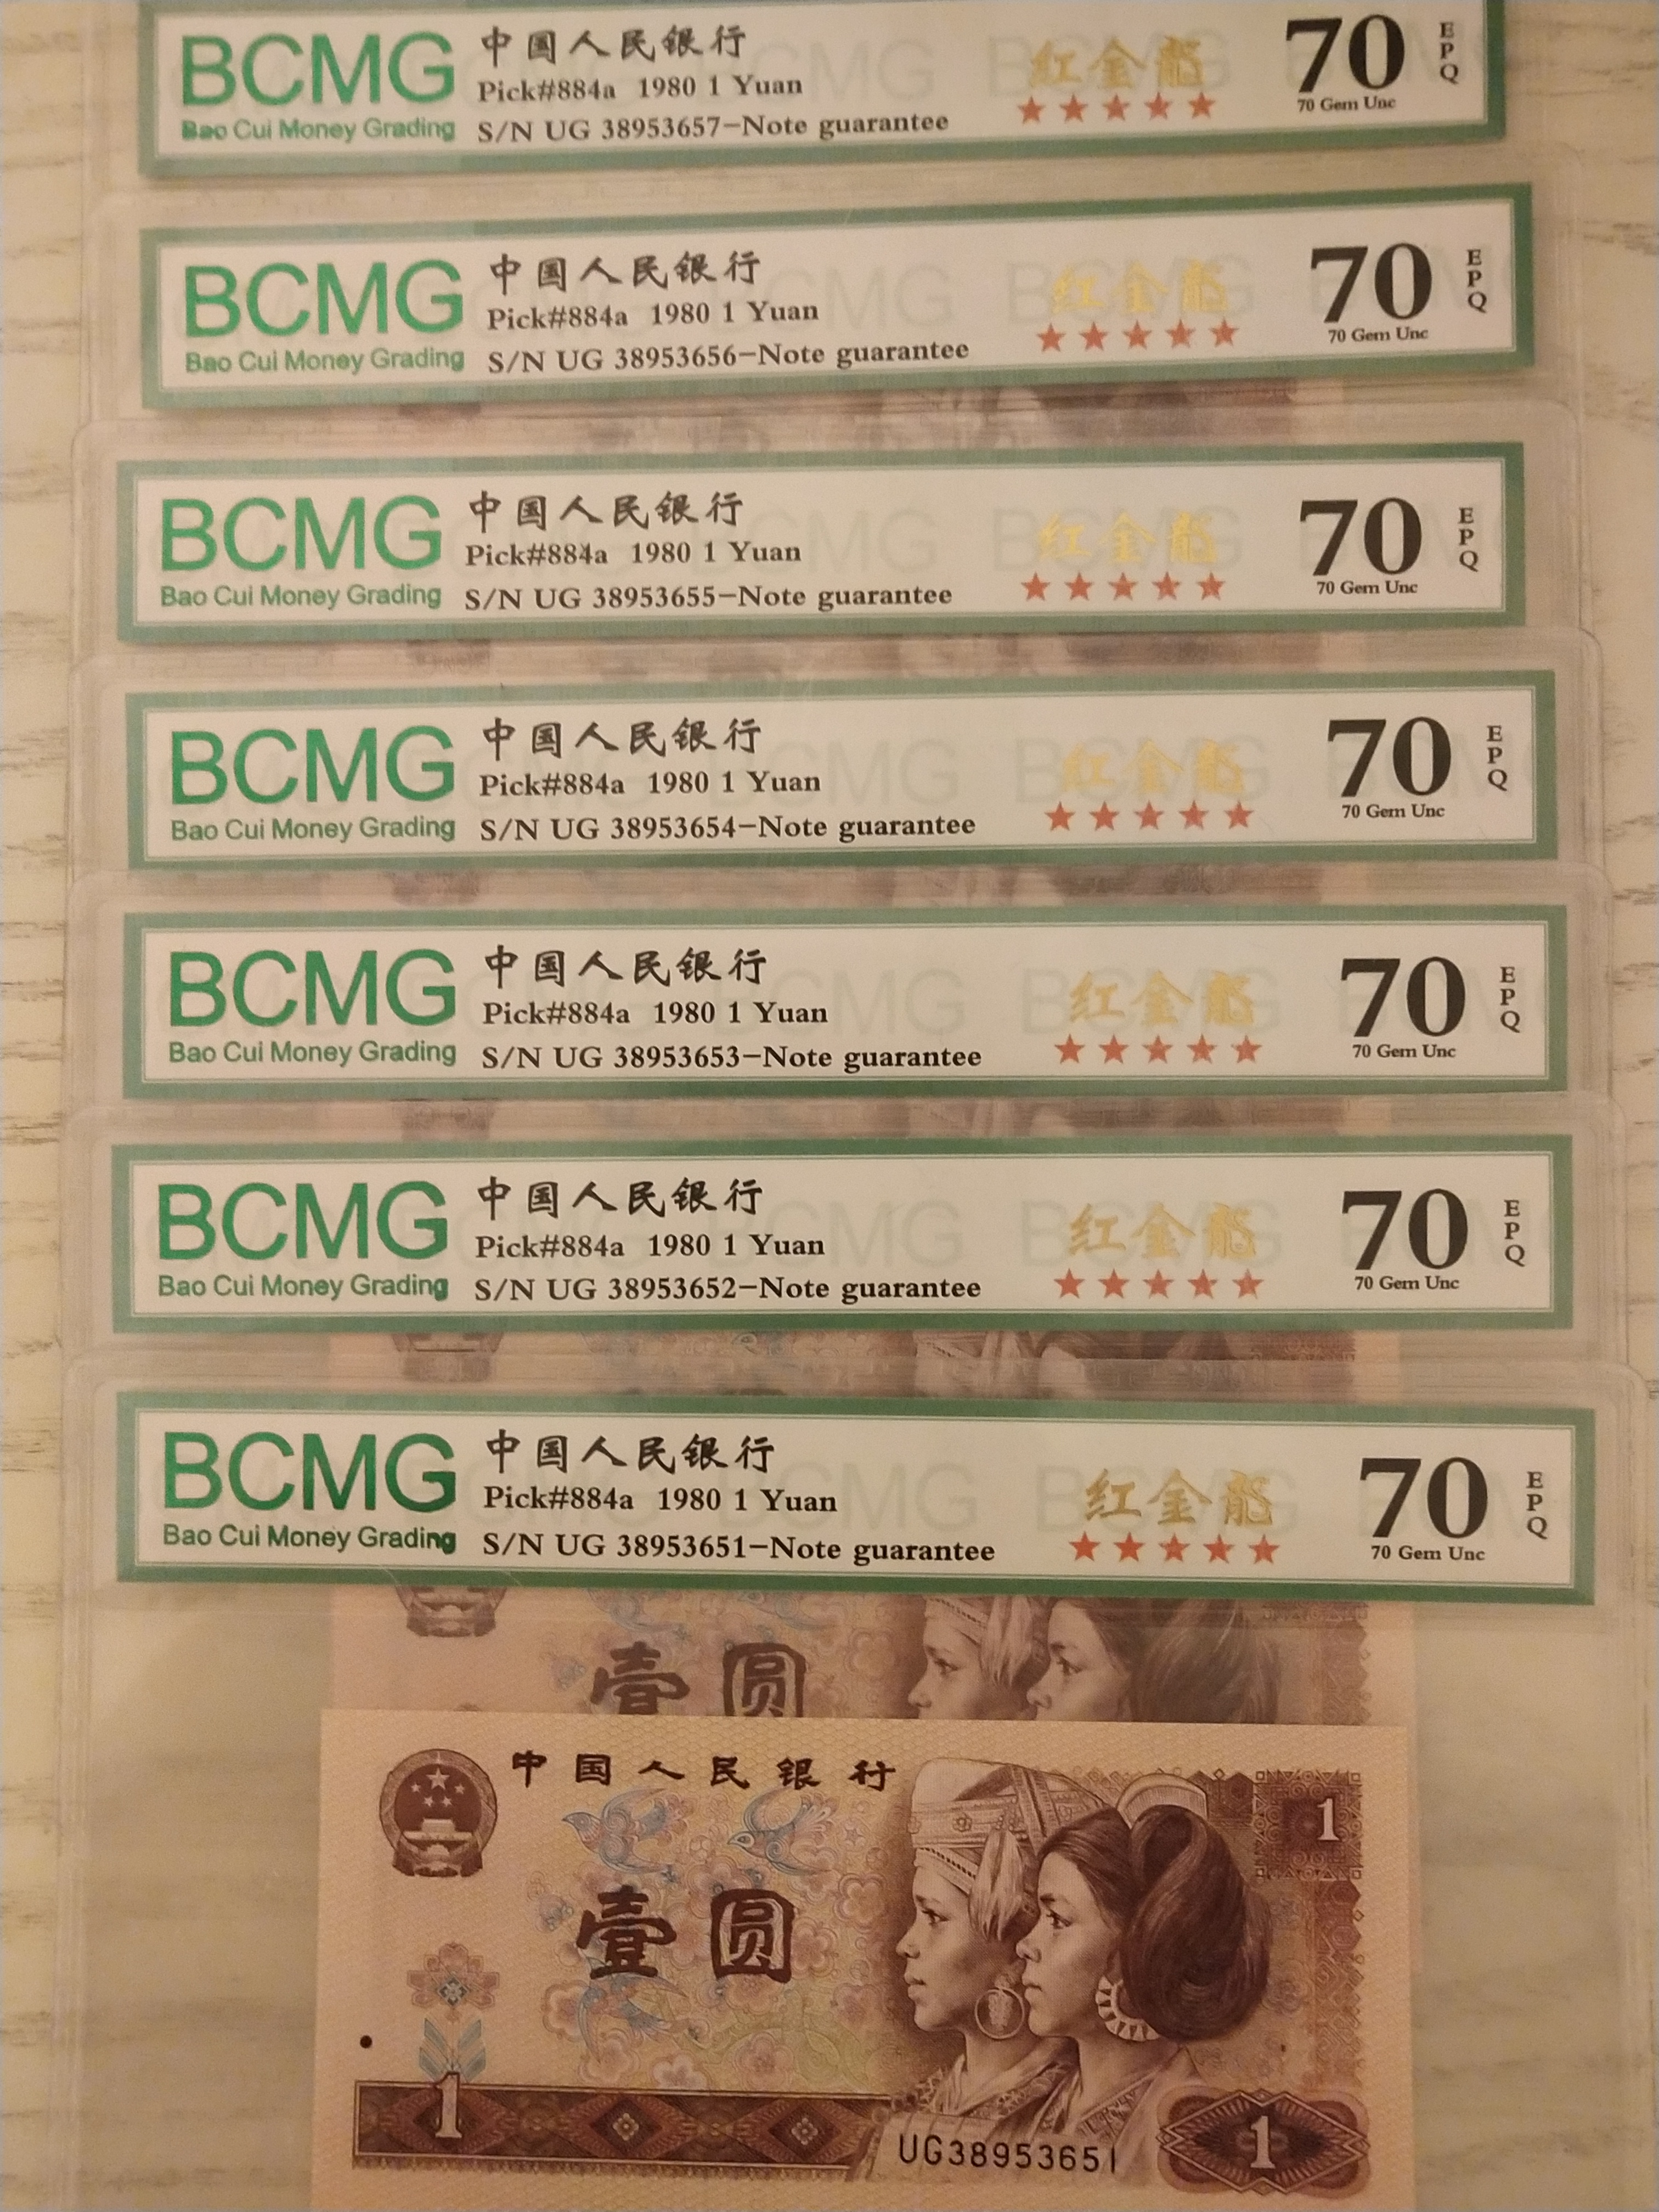 BCMG
Bao Cui Money Grading
中国人民银行
Pick#884a 1980 1 Yuan
S/N UG 38953657-Note guarantee
红金龍
★★★★★
70
70 Gem Unc
EPQ
BCMG
Bao Cui Money Grading
中国人民银行
Pick#884a 1980 1 Yuan
S/N UG 38953656-Note guarantee
红金龍
★★★★★
70
70 Gem Unc
EPQ
BCMG
Bao Cui Money Grading
中国人民银行
Pick#884a 1980 1 Yuan
S/N UG 38953655-Note guarantee
红金龍
★★★★★
70
70 Gem Unc
EPQ
BCMG
Bao Cui Money Grading
中国人民银行
Pick#884a 1980 1 Yuan
S/N UG 38953654-Note guarantee
红金龍
★★★★★
70
70 Gem Unc
EPQ
BCMG
Bao Cui Money Grading
中国人民银行
Pick#884a 1980 1 Yuan
S/N UG 38953653-Note guarantee
红金龍
★★★★★
70
70 Gem Unc
EPQ
BCMG
Bao Cui Money Grading
中国人民银行
Pick#884a 1980 1 Yuan
S/N UG 38953652-Note guarantee
红金龍
★★★★★
70
70 Gem Unc
EPQ
BCMG
Bao Cui Money Grading
中国人民银行
Pick#884a 1980 1 Yuan
S/N UG 38953651-Note guarantee
红金龍
★★★★★
70
70 Gem Unc
EPQ
壹圆
中国人民银行
1
壹圆
1
UG38953651
1